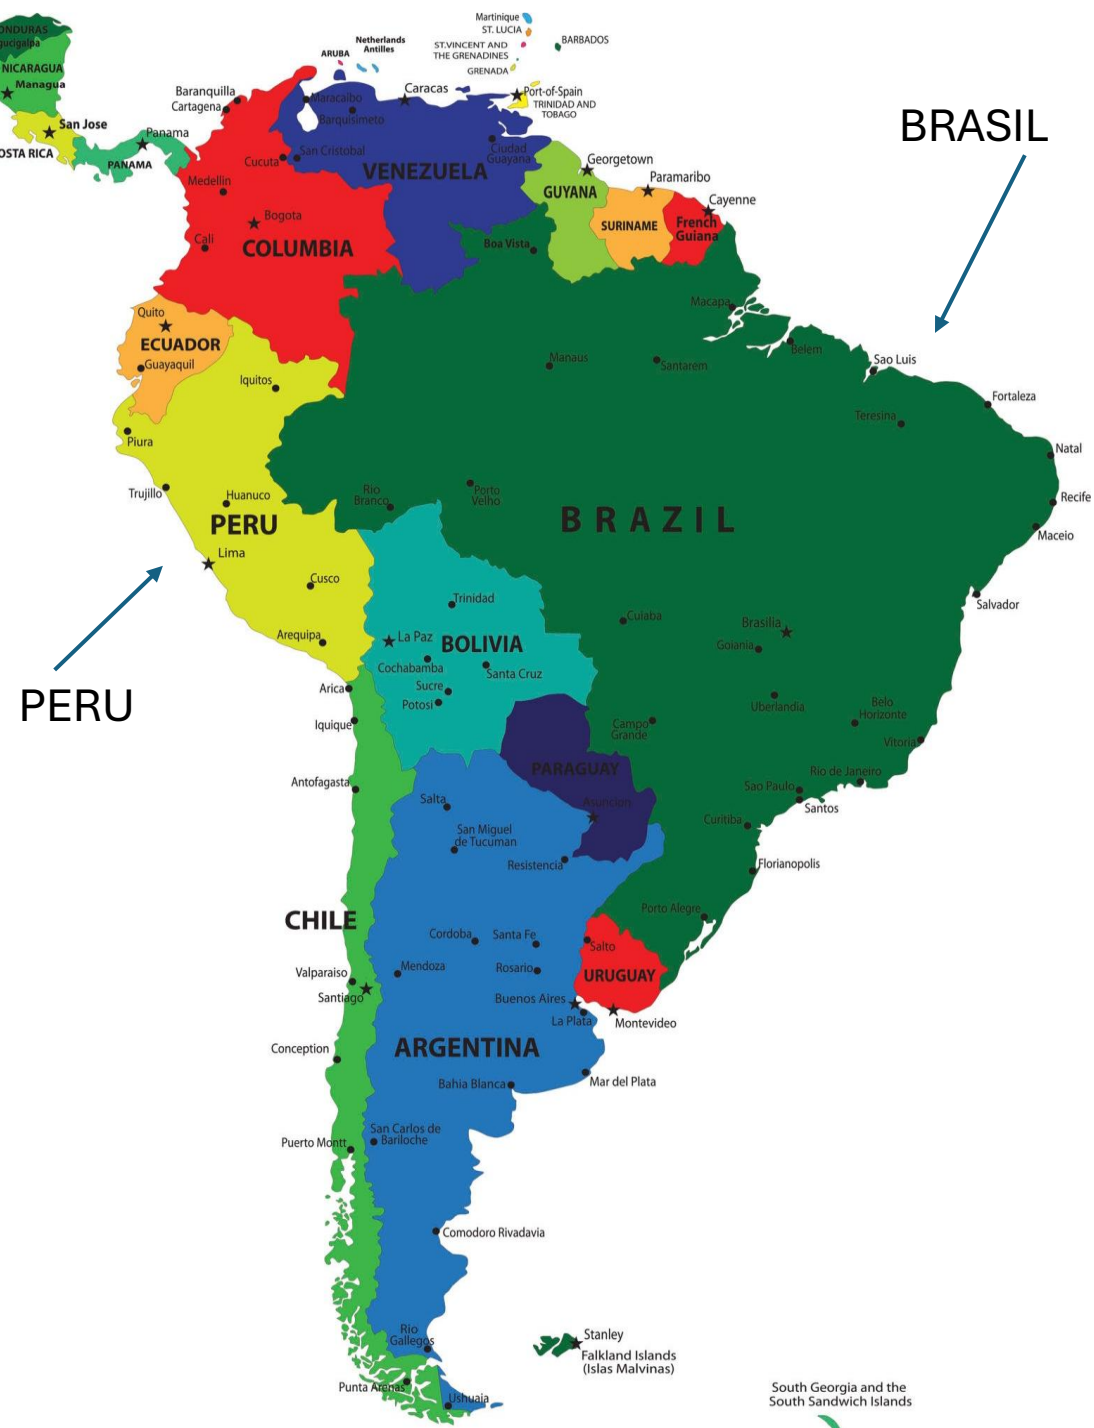 Martinique
ST. LUCIA
BARBADOS
ST.VINCENT AND
THE GRENADINES
GRENADA
Netherlands
Antilles
ARUBA
ONDURAS
gucigalpa
NICARAGUA
Managua
San Jose
OSTA RICA
Panama
PANAMA
Baranquilla
Cartagena
Maracaibo
Barquisimeto
Caracas
Port-of-Spain
TRINIDAD AND
TOBAGO
BRASIL
Cucuta
San Cristobal
VENEZUELA
Ciudad
Guayana
Georgetown
GUYANA
Paramaribo
SURINAME
Cayenne
French
Guiana
Medellin
Bogota
Cali
COLUMBIA
Boa Vista
Quito
ECUADOR
Guayaquil
Iquitos
Macapa
Manaus
Santarem
Belem
Sao Luis
Teresina
Fortaleza
Natal
Recife
Maceio
Piura
Trujillo
Huanuco
PERU
Lima
Cusco
Arequipa
Rio
Branco
Porto
Velho
BRAZIL
Salvador
PERU
Trinidad
La Paz
BOLIVIA
Cochabamba
Santa Cruz
Sucre
Potosi
Cuiaba
Brasilia
Goiania
Uberlandia
Belo
Horizonte
Campo
Grande
Vitoria
Arica
Iquique
Antofagasta
PARAGUAY
Asuncion
Rio de Janeiro
Sao Paulo
Santos
Curitiba
Florianopolis
Porto Alegre
Salta
San Miguel
de Tucuman
Resistencia
CHILE
Cordoba
Santa Fe
Salto
URUGUAY
Valparaiso
Santiago
Mendoza
Rosario
Buenos Aires
La Plata
Montevideo
Conception
ARGENTINA
Bahia Blanca
Mar del Plata
San Carlos de
Bariloche
Puerto Montt
Comodoro Rivadavia
Rio
Gallegos
Stanley
Falkland Islands
(Islas Malvinas)
Punta Arenas
Ushuaia
South Georgia and the
South Sandwich Islands